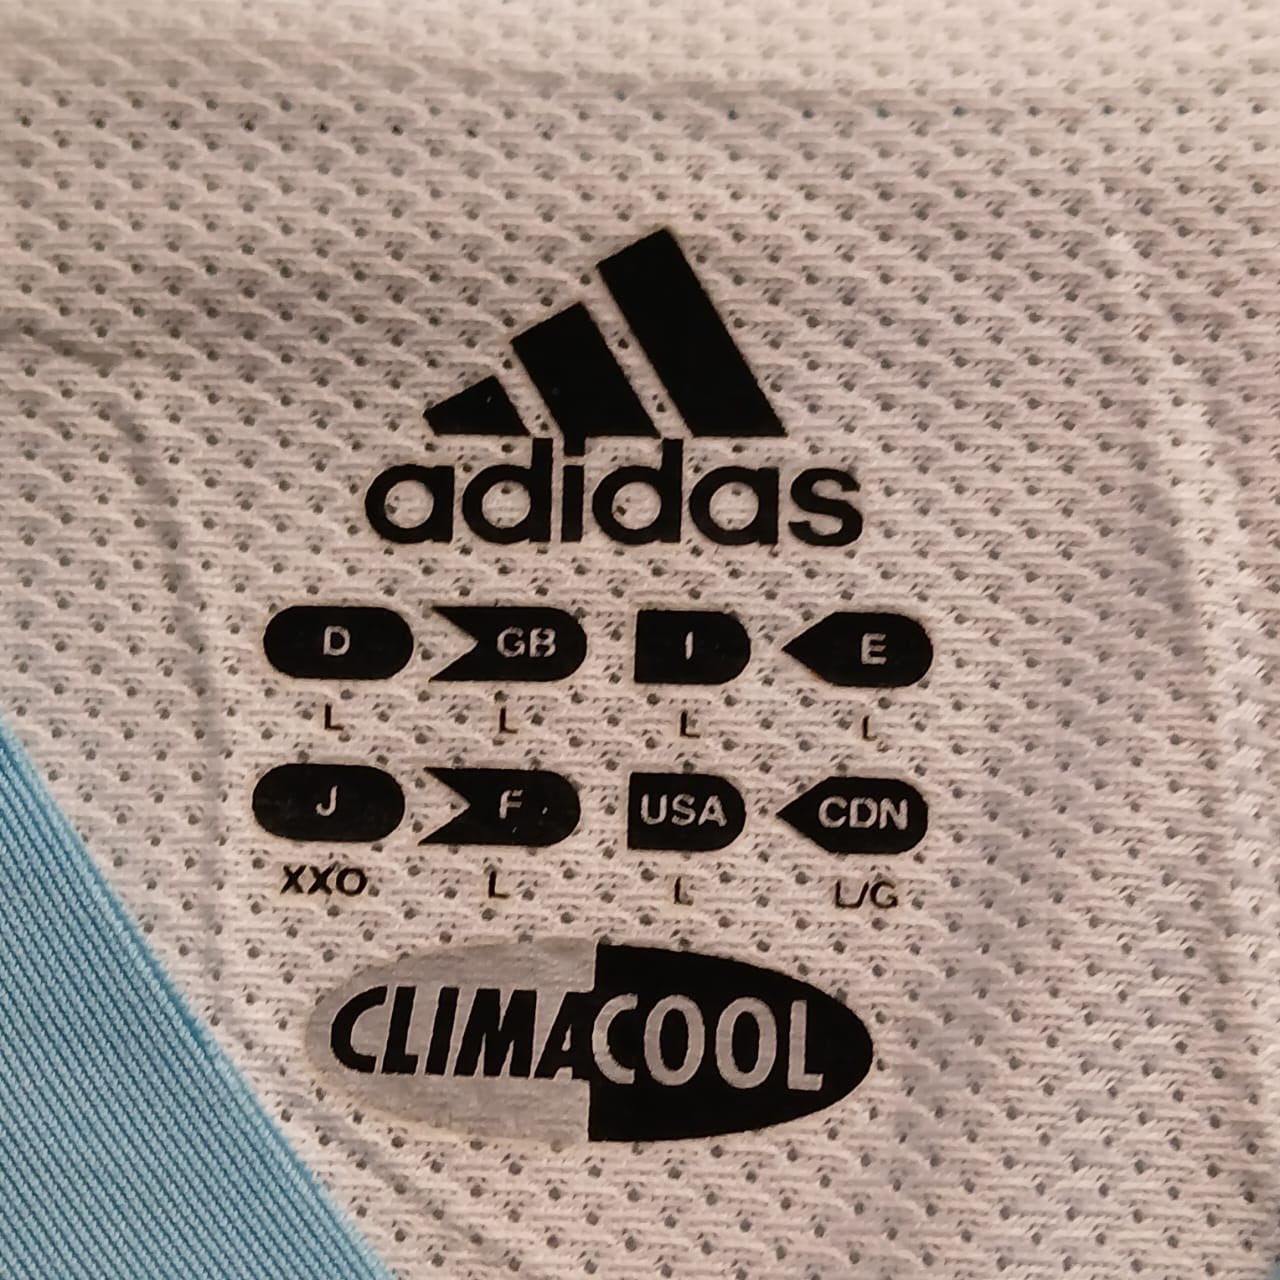 adidas
D GB I E
L L L L
J F USA CDN
XXO L L L/G
CLIMACOOL